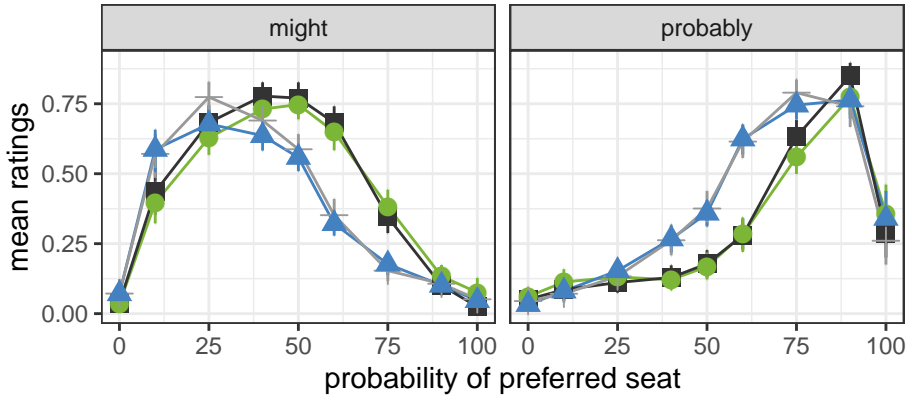 might probably
mean ratings
0.75
0.50
0.25
0.00
0 25 50 75 100 0 25 50 75 100
probability of preferred seat